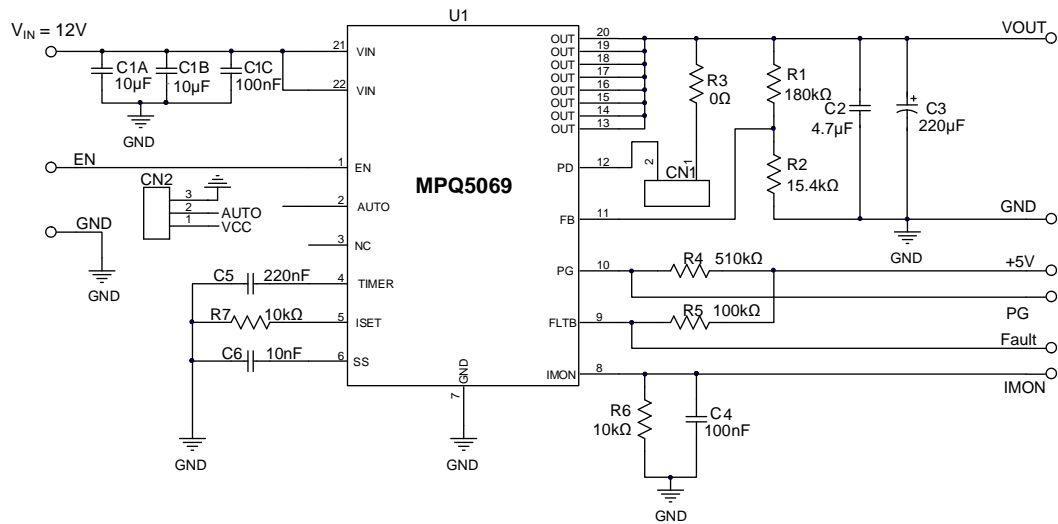 U1
V_IN = 12V
C1A
10µF
C1B
10µF
C1C
100nF
GND
21
VIN
22
VIN
EN
1
EN
CN2
3
2
1
AUTO
VCC
2
AUTO
GND
GND
3
NC
C5
220nF
4
TIMER
R7
10kΩ
5
ISET
C6
10nF
6
SS
GND
MPQ5069
GND
7
GND
OUT
20
OUT
19
OUT
18
OUT
17
OUT
16
OUT
15
OUT
14
OUT
13
PD
12
2
1
CN1
R3
0Ω
R1
180kΩ
R2
15.4kΩ
C2
4.7µF
+
C3
220µF
VOUT
FB
11
GND
GND
PG
10
R4
510kΩ
+5V
PG
FLTB
9
R5
100kΩ
Fault
IMON
8
IMON
R6
10kΩ
C4
100nF
GND